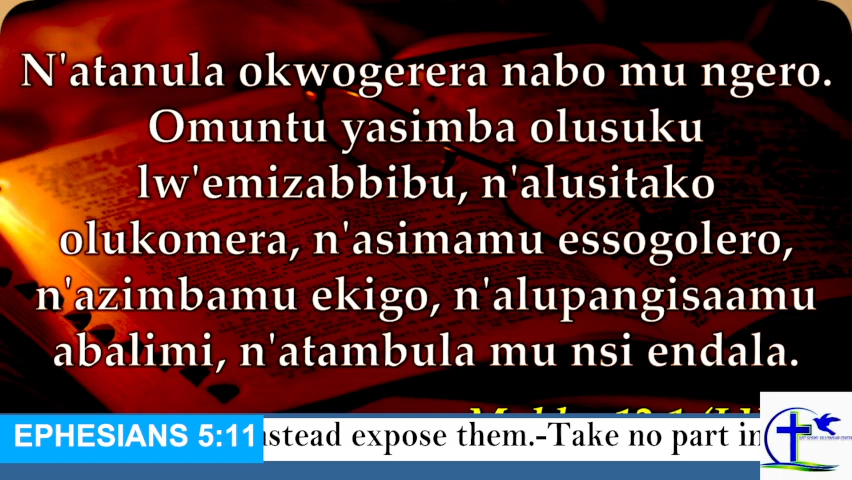 N'atanula okwogerera nabo mu ngero.
Omuntu yasimba olusuku
lw'emizabbibu, n'alusitako
olukomera, n'asimamu essogolero,
n'azimbamu ekigo, n'alupangisaamu
abalimi, n'atambula mu nsi endala.
EPHESIANS 5:11 expose them.-Take no part in